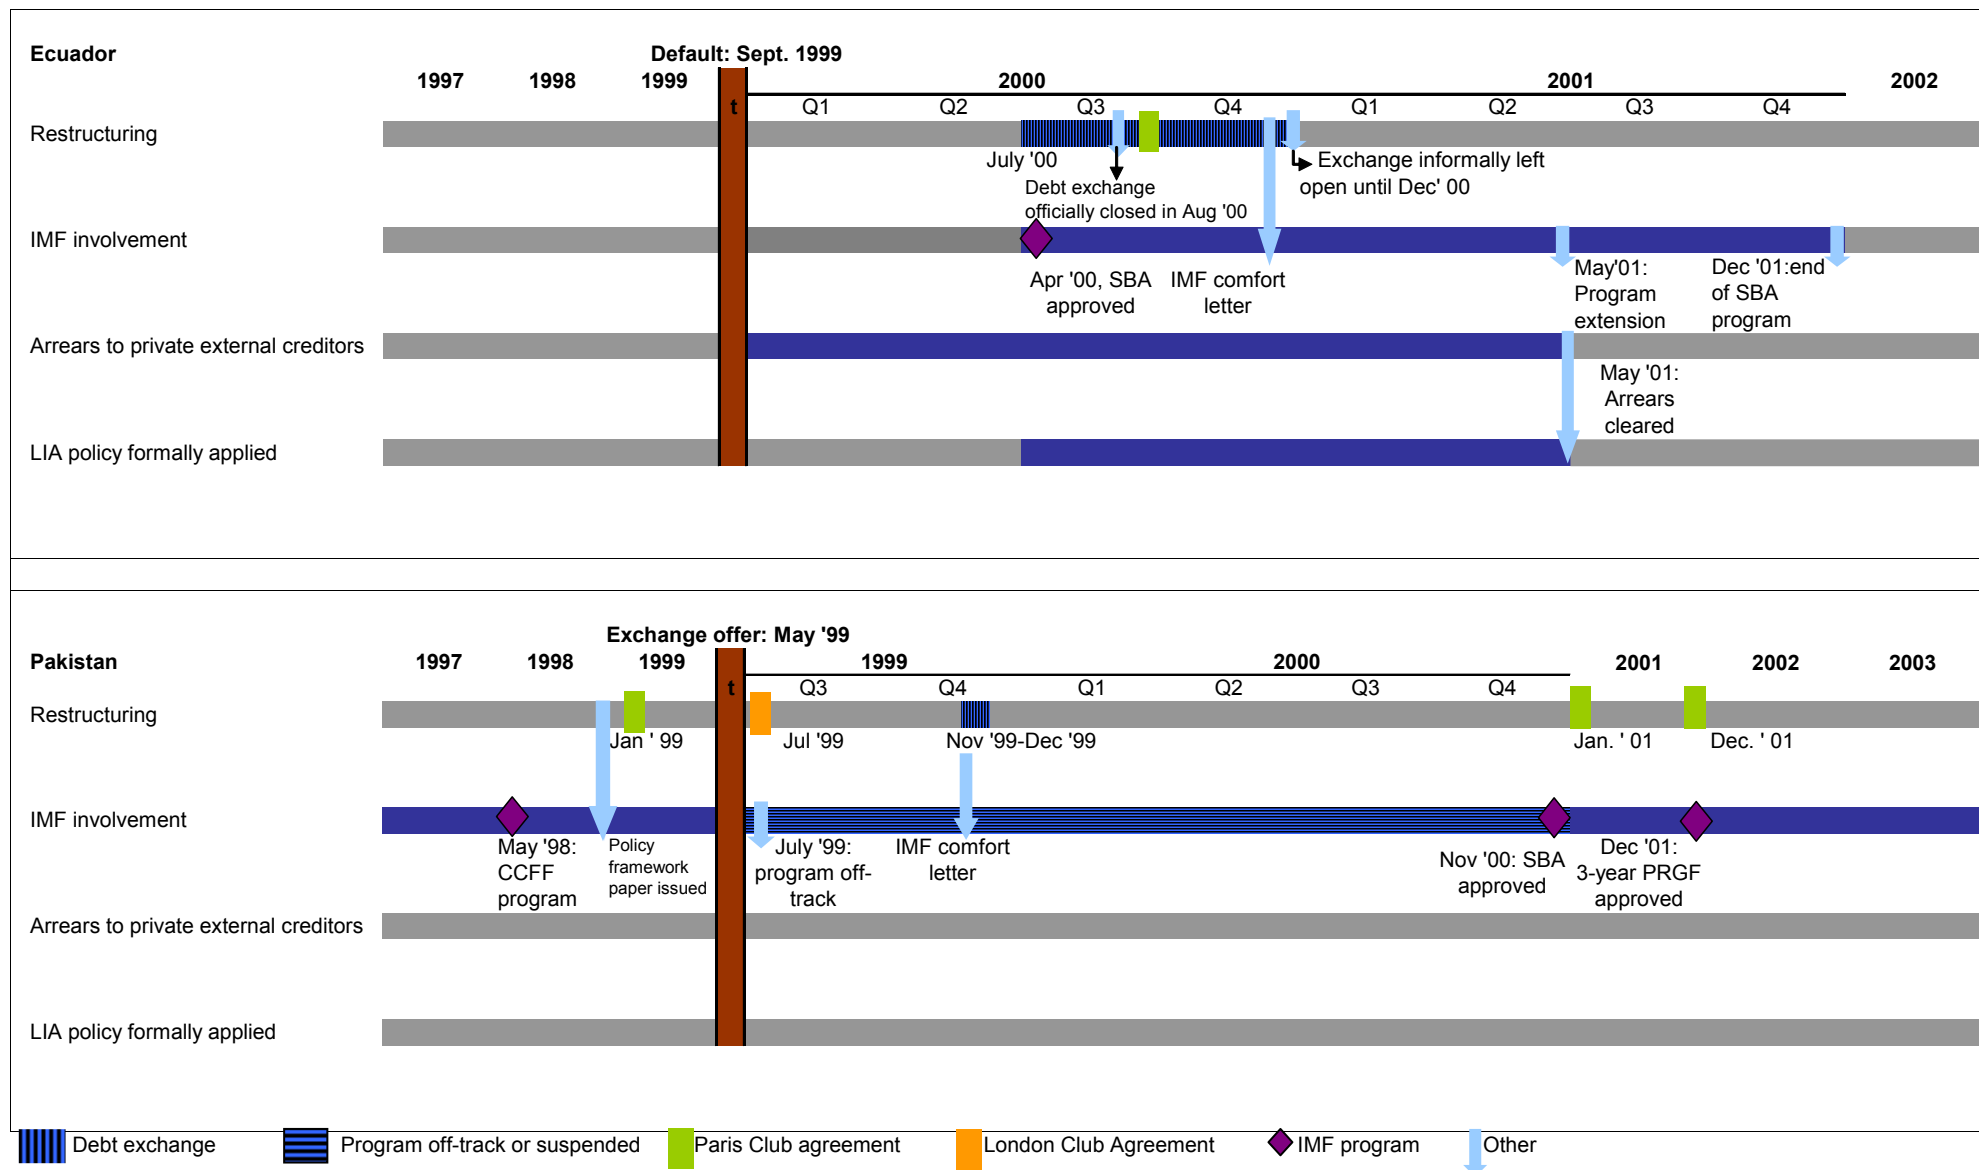 Ecuador
Default: Sept. 1999
1997 1998 1999 2000 2001 2002
t Q1 Q2 Q3 Q4 Q1 Q2 Q3 Q4
Restructuring
July '00
Debt exchange
officially closed in Aug '00
Exchange informally left
open until Dec' 00
IMF involvement
Apr '00, SBA
approved
IMF comfort
letter
May'01:
Program
extension
Dec '01:end
of SBA
program
Arrears to private external creditors
May '01:
Arrears
cleared
LIA policy formally applied
Exchange offer: May '99
Pakistan 1997 1998 1999 1999 2000 2001 2002 2003
t Q3 Q4 Q1 Q2 Q3 Q4
Restructuring
Jan ' 99
Jul '99
Nov '99-Dec '99
Jan. ' 01
Dec. ' 01
IMF involvement
May '98:
CCFF
program
Policy
framework
paper issued
July '99:
program off-
track
IMF comfort
letter
Nov '00: SBA
approved
Dec '01:
3-year PRGF
approved
Arrears to private external creditors
LIA policy formally applied
Debt exchange
Program off-track or suspended
Paris Club agreement
London Club Agreement
IMF program
Other